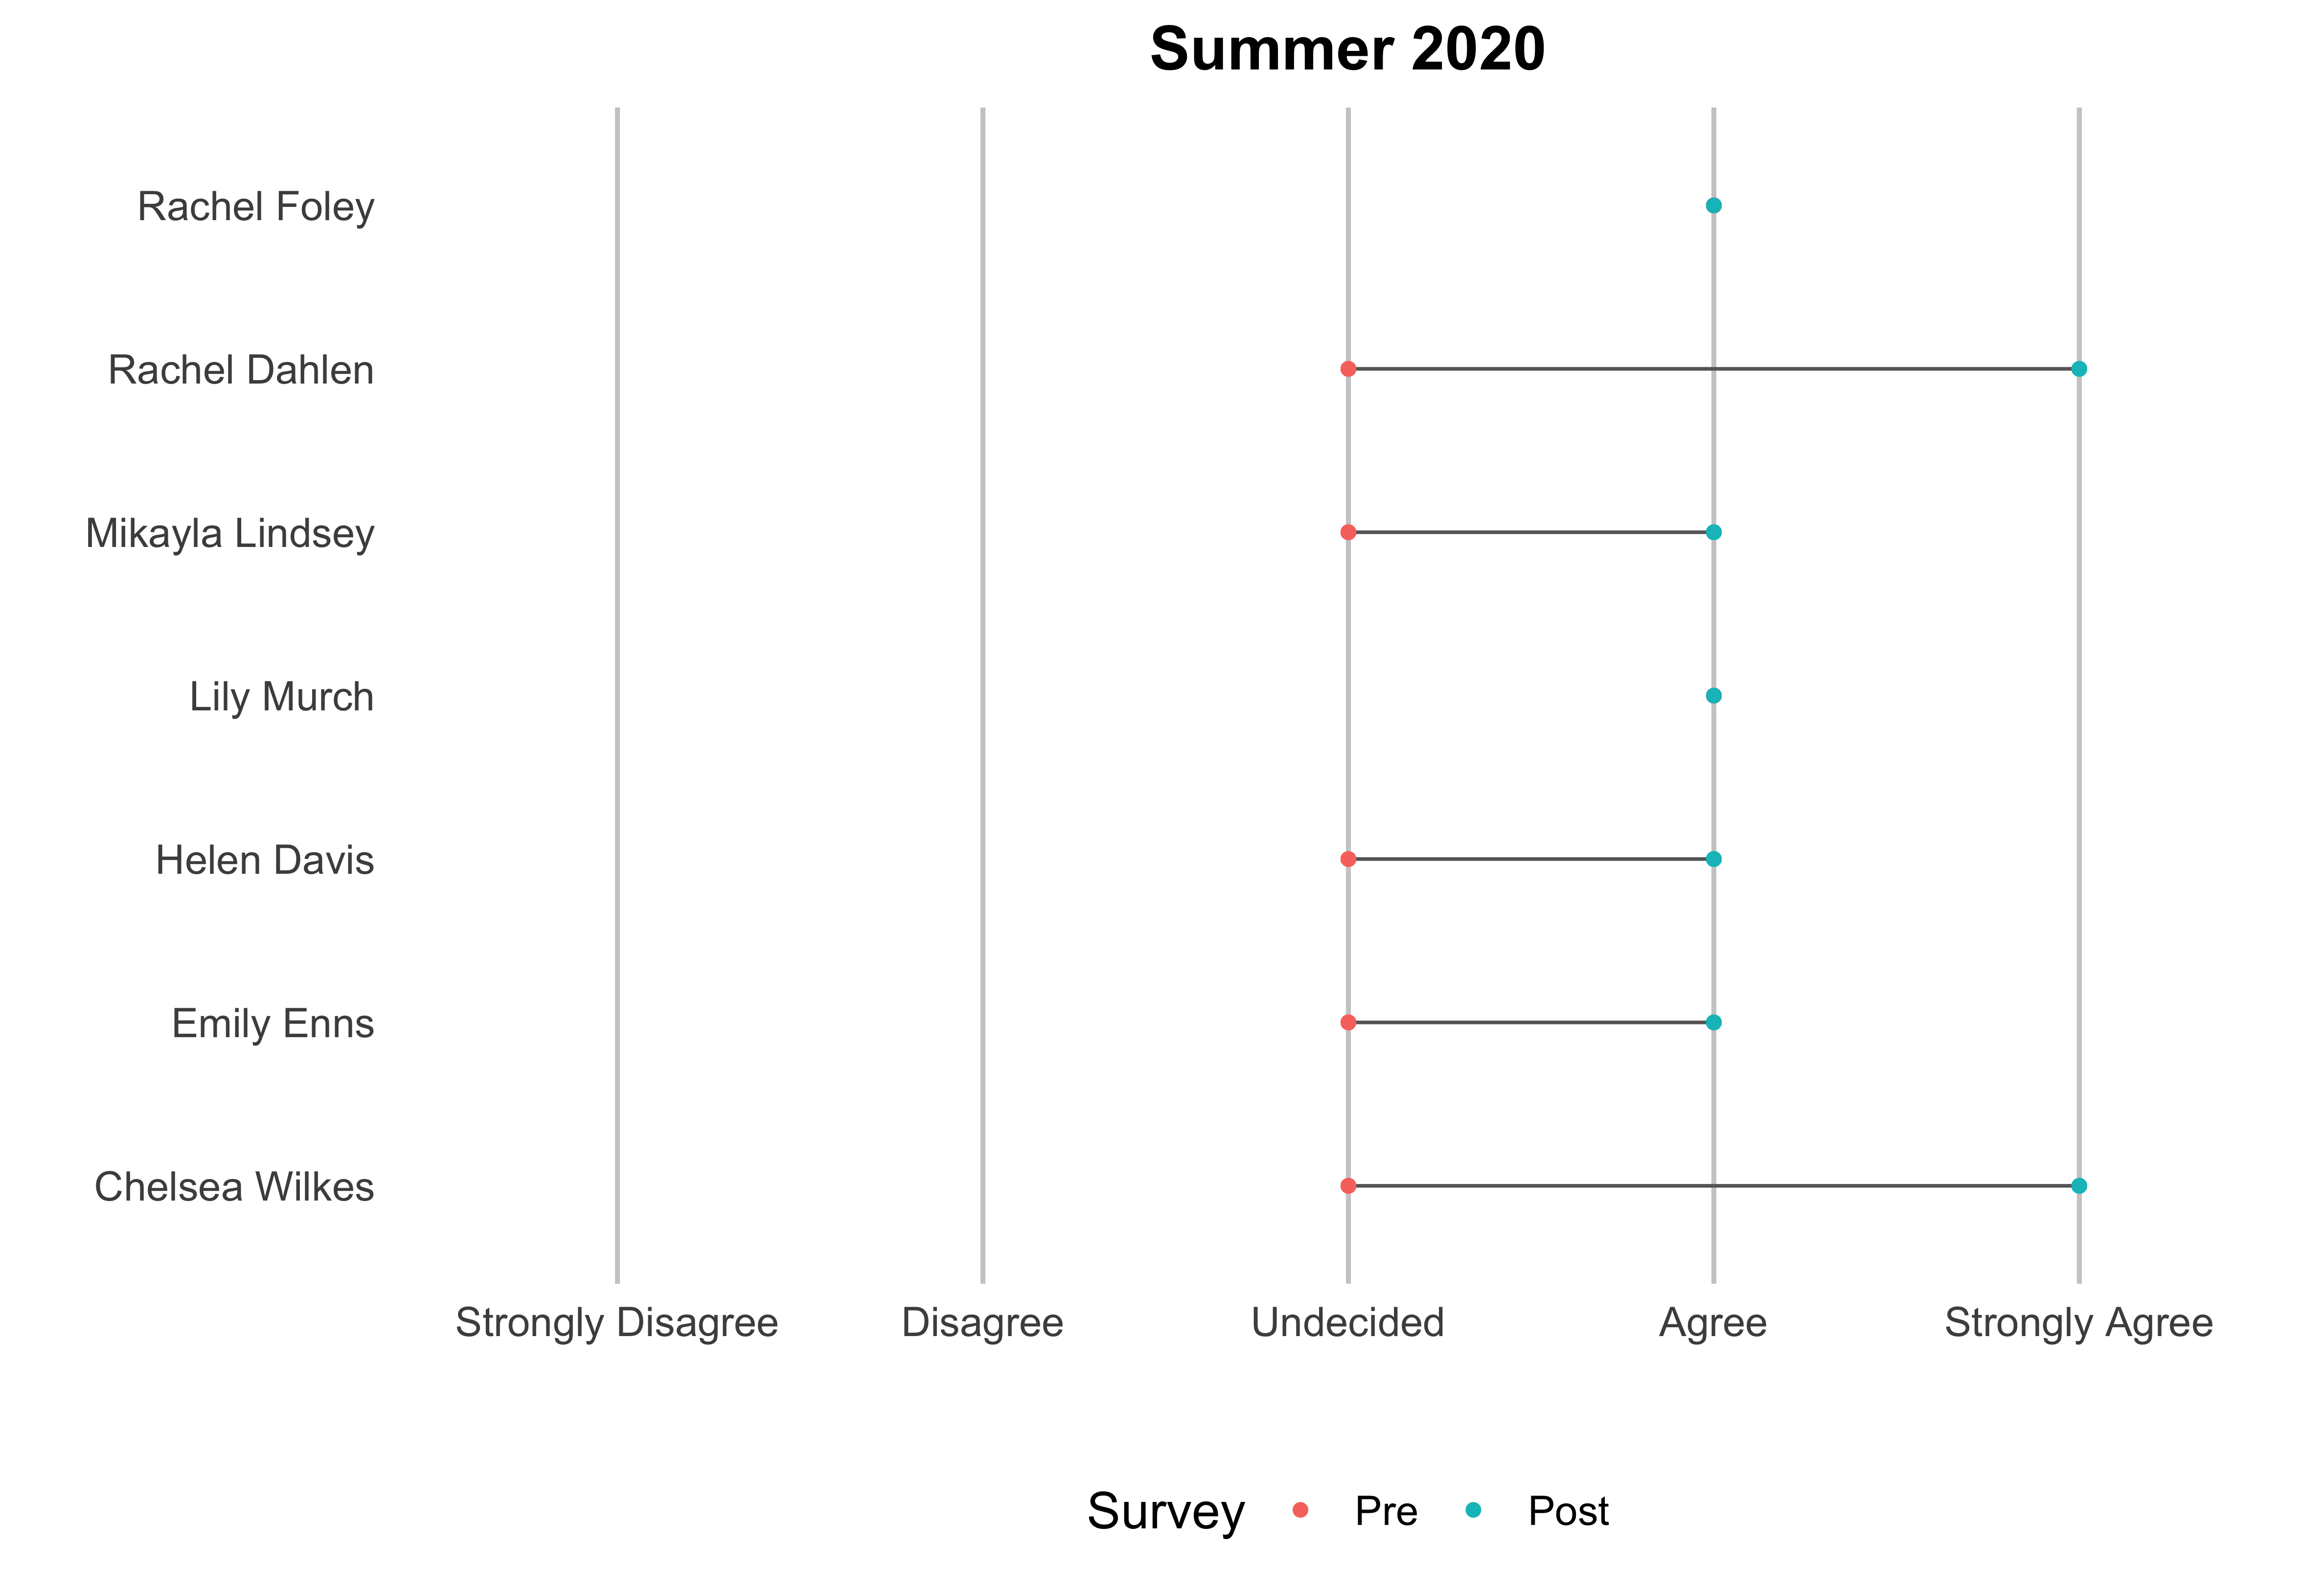 Summer 2020
Rachel Foley
Rachel Dahlen
Mikayla Lindsey
Lily Murch
Helen Davis
Emily Enns
Chelsea Wilkes
Strongly Disagree Disagree Undecided Agree Strongly Agree
Survey Pre Post